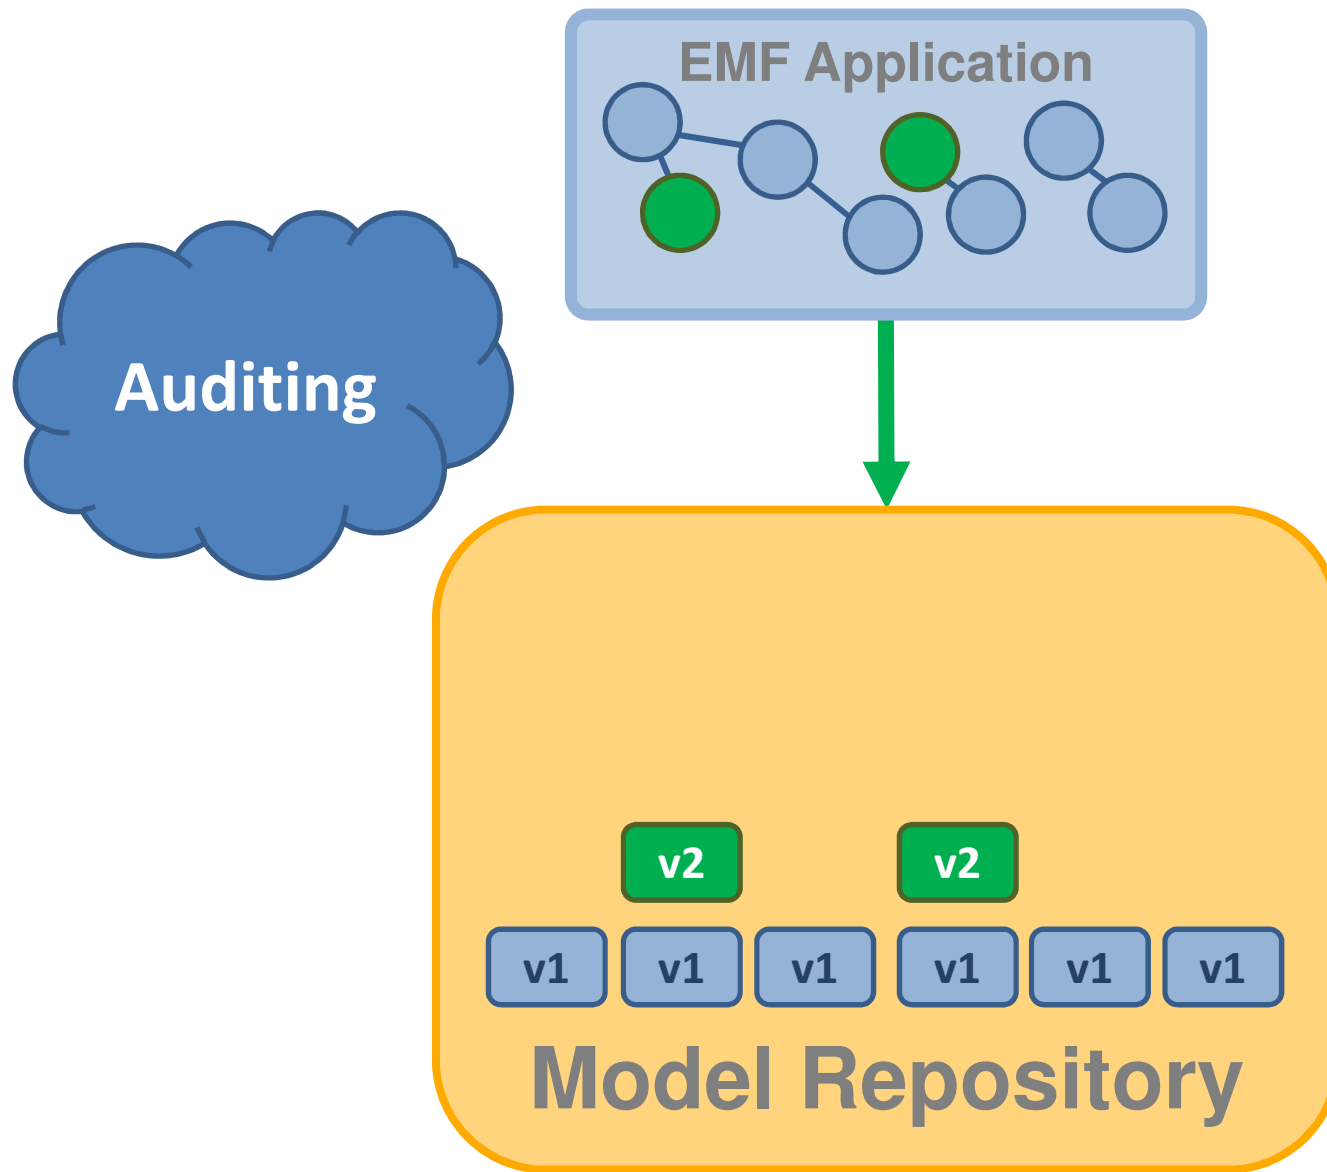 EMF Application
Auditing
v2 v2
v1 v1 v1 v1 v1 v1
Model Repository